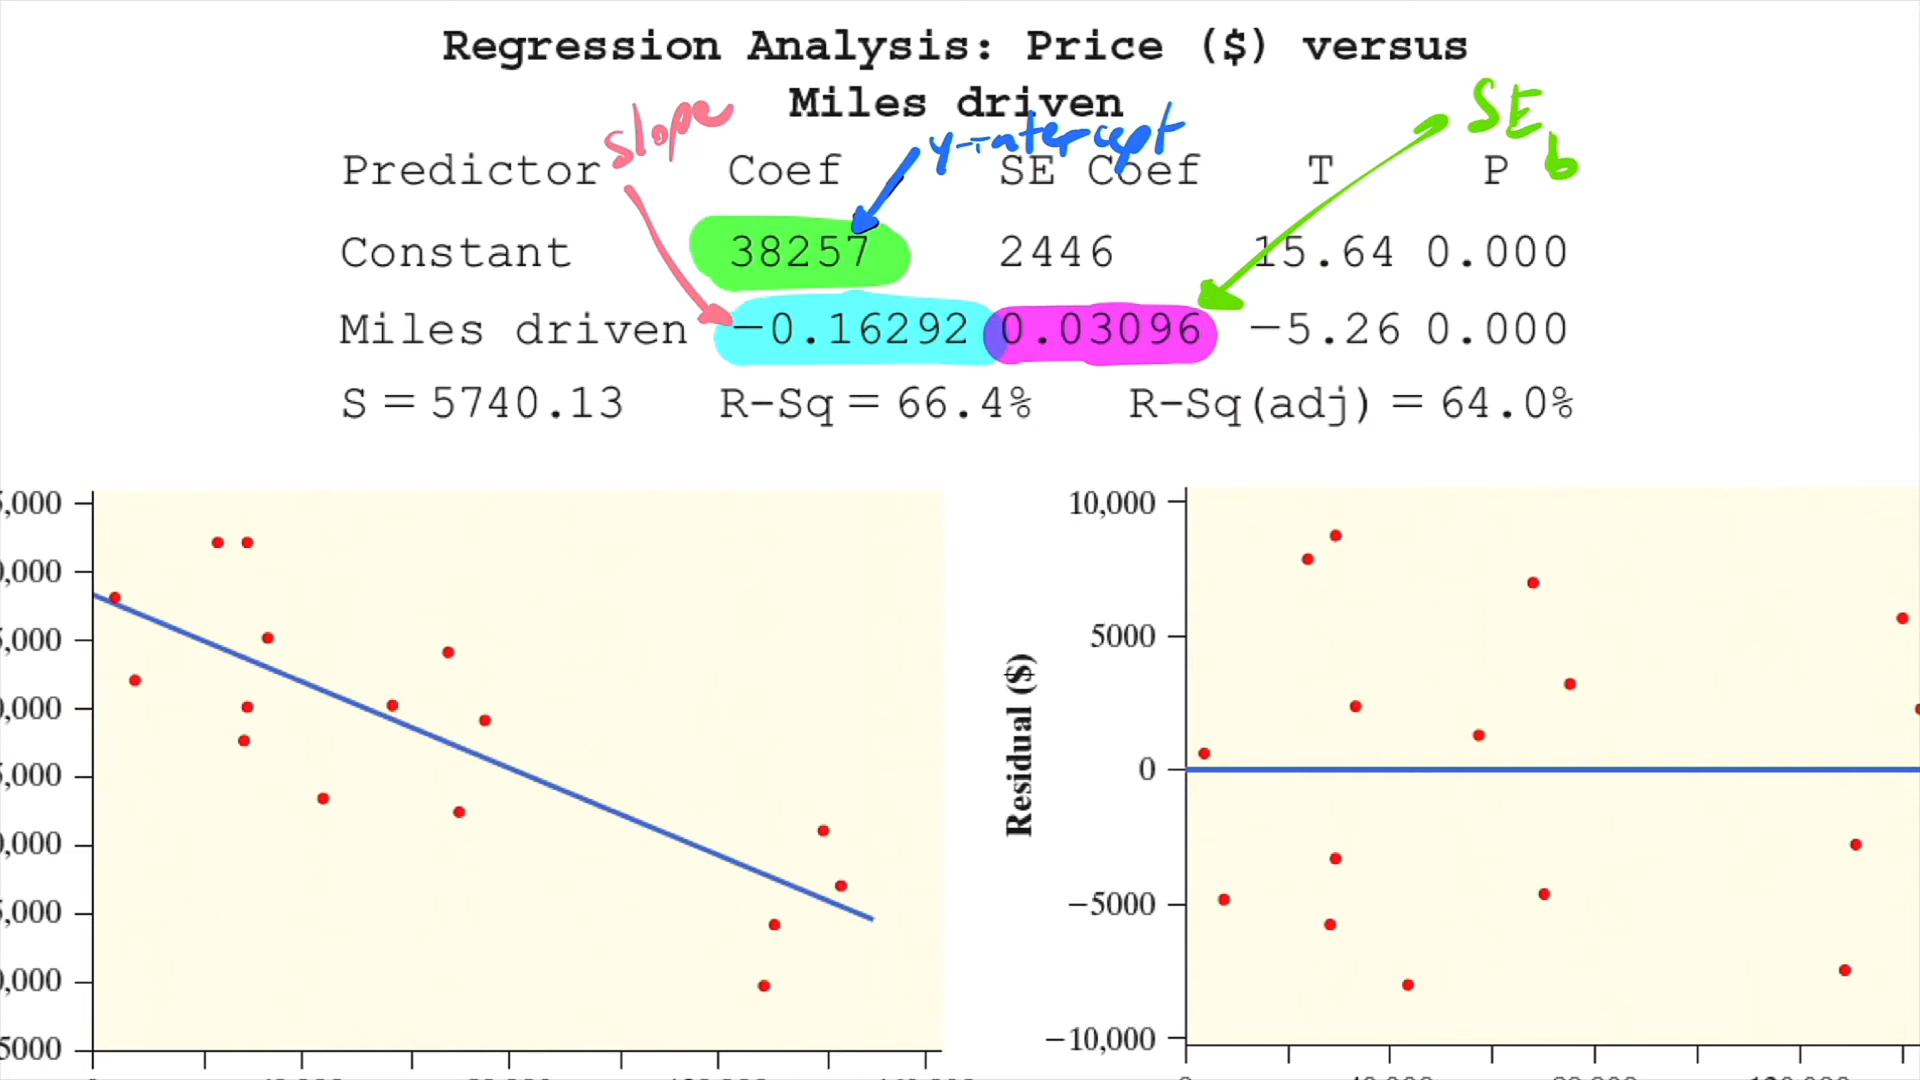 Regression Analysis: Price ($) versus
Miles driven
slope
y-intercept
SE b
Predictor Coef SE Coef T P
Constant 38257 2446 15.64 0.000
Miles driven −0.16292 0.03096 −5.26 0.000
S = 5740.13 R-Sq = 66.4% R-Sq(adj) = 64.0%
5000
Residual ($)
10,000
5000
0
−5000
−10,000